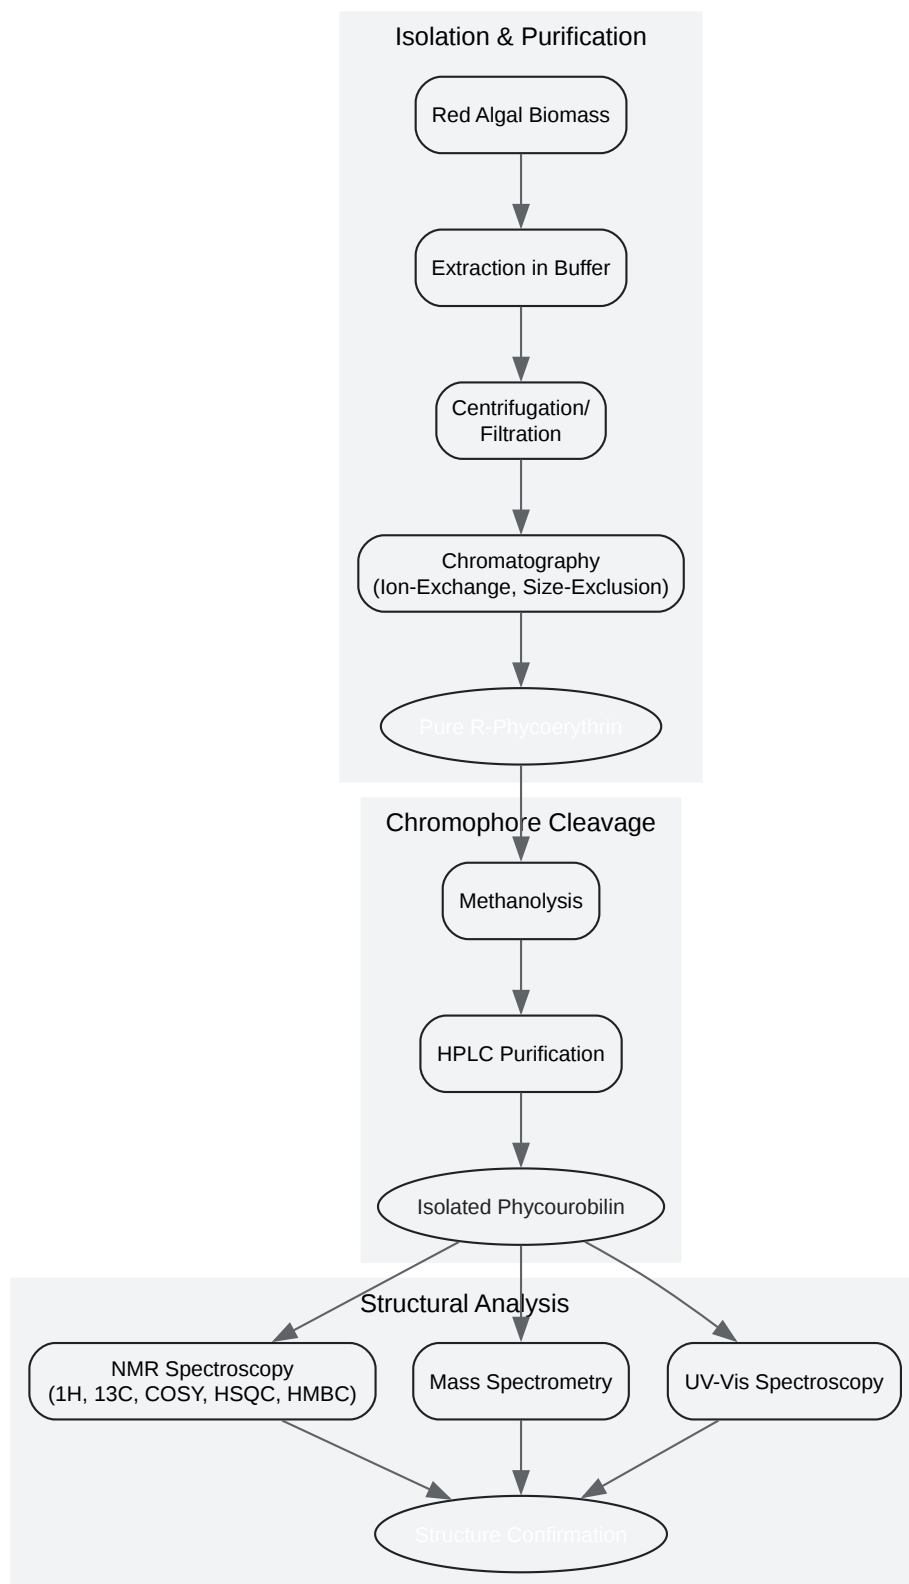 Isolation & Purification
Red Algal Biomass
Extraction in Buffer
Centrifugation/
Filtration
Chromatography
(Ion-Exchange, Size-Exclusion)
Pure R-Phycoerythrin
Chromophore Cleavage
Methanolysis
HPLC Purification
Isolated Phycourobilin
Structural Analysis
NMR Spectroscopy
(1H, 13C, COSY, HSQC, HMBC)
Mass Spectrometry
UV-Vis Spectroscopy
Structure Confirmation